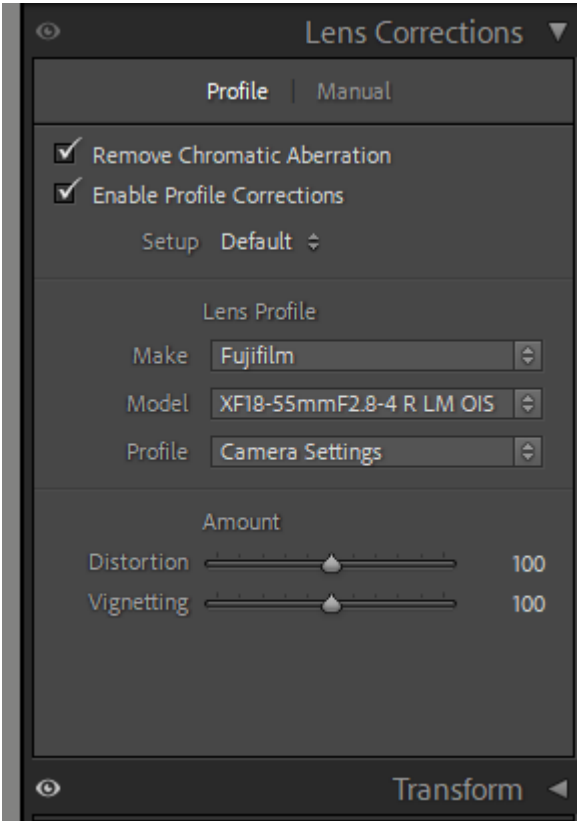 Lens Corrections
Profile | Manual
Remove Chromatic Aberration
Enable Profile Corrections
Setup Default
Lens Profile
Make Fujifilm
Model XF18-55mmF2.8-4 R LM OIS
Profile Camera Settings
Amount
Distortion 100
Vignetting 100
Transform